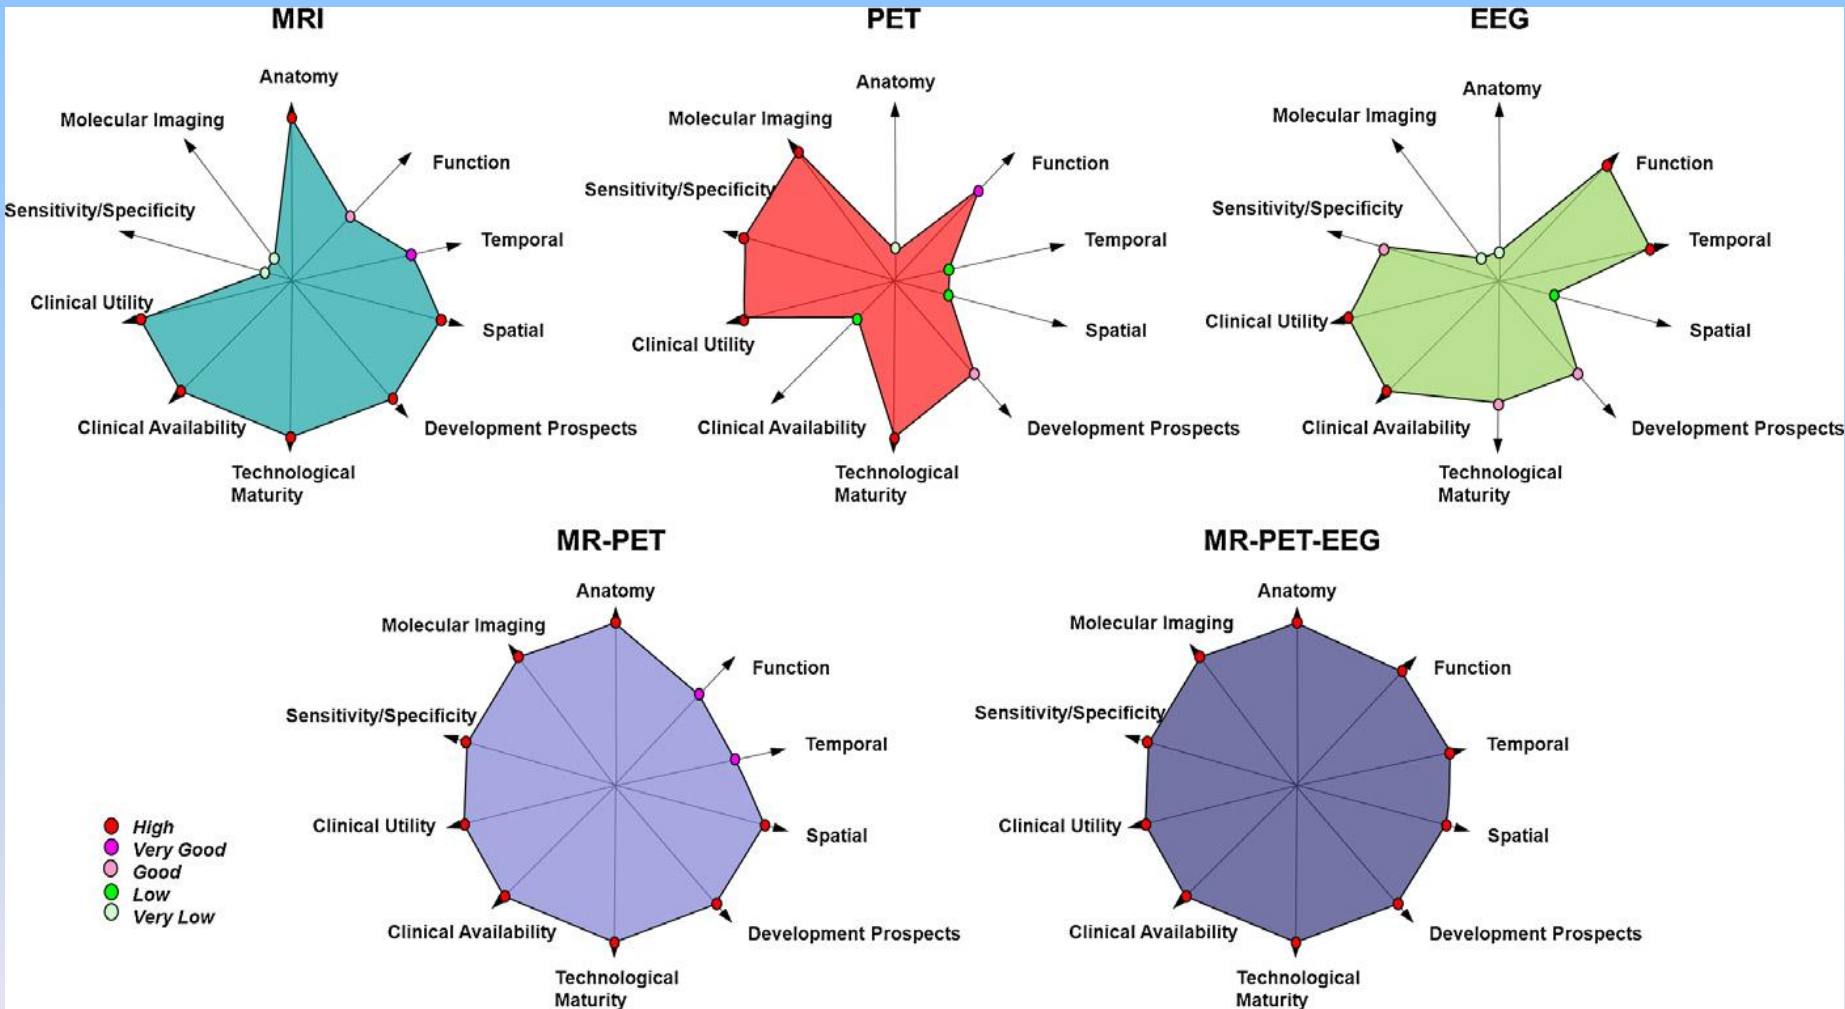 MRI
Anatomy
Molecular Imaging
Function
Sensitivity/Specificity
Temporal
Clinical Utility
Spatial
Clinical Availability
Development Prospects
Technological
Maturity
PET
Anatomy
Molecular Imaging
Function
Sensitivity/Specificity
Temporal
Spatial
Clinical Utility
Clinical Availability
Development Prospects
Technological
Maturity
EEG
Anatomy
Molecular Imaging
Function
Sensitivity/Specificity
Temporal
Clinical Utility
Spatial
Clinical Availability
Development Prospects
Technological
Maturity
MR-PET
Anatomy
Molecular Imaging
Function
Sensitivity/Specificity
Temporal
Clinical Utility
Spatial
Clinical Availability
Development Prospects
Technological
Maturity
MR-PET-EEG
Anatomy
Molecular Imaging
Function
Sensitivity/Specificity
Temporal
Clinical Utility
Spatial
Clinical Availability
Development Prospects
Technological
Maturity
High
Very Good
Good
Low
Very Low